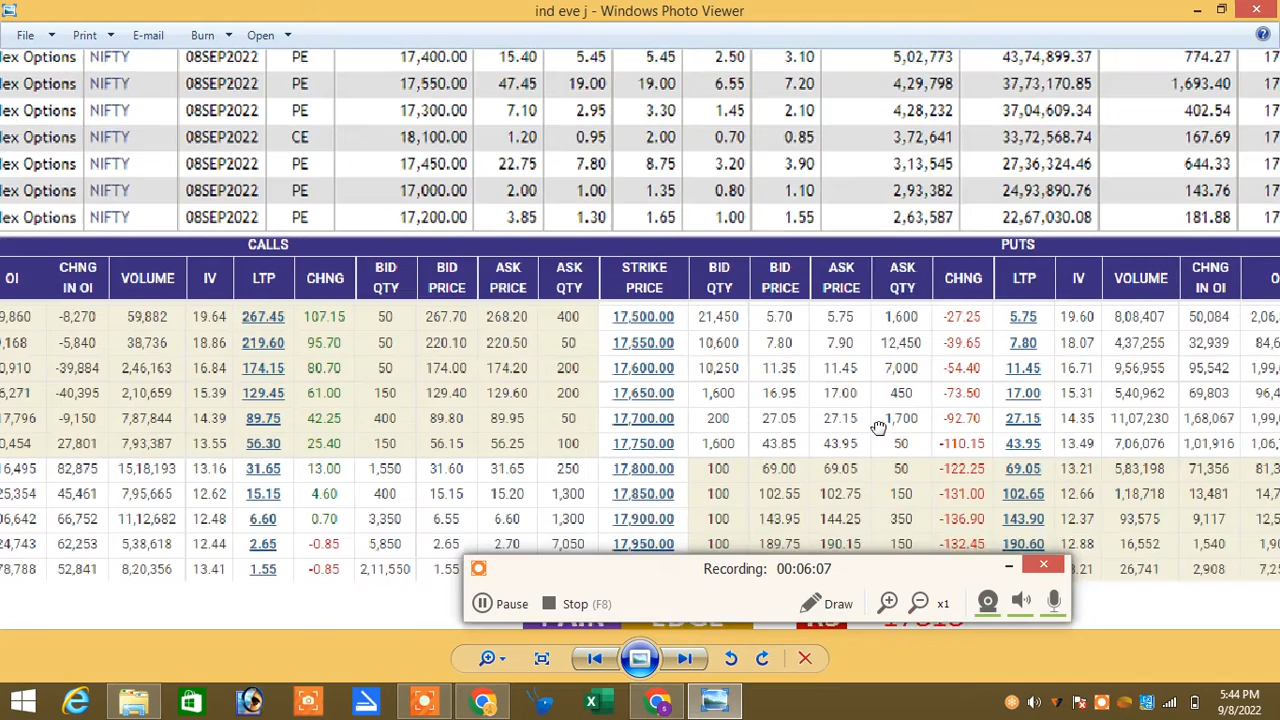 ind eve j - Windows Photo Viewer
File Print E-mail Burn Open
lex Options NIFTY 08SEP2022 PE 17,400.00 15.40 5.45 5.45 2.50 3.10 5,02,773 43,74,899.37 774.27 17
lex Options NIFTY 08SEP2022 PE 17,550.00 47.45 19.00 19.00 6.55 7.20 4,29,798 37,73,170.85 1,693.40 17
lex Options NIFTY 08SEP2022 PE 17,300.00 7.10 2.95 3.30 1.45 2.10 4,28,232 37,04,609.34 402.54 17
lex Options NIFTY 08SEP2022 CE 18,100.00 1.20 0.95 2.00 0.70 0.85 3,72,641 33,72,568.74 167.69 17
lex Options NIFTY 08SEP2022 PE 17,450.00 22.75 7.80 8.75 3.20 3.90 3,13,545 27,36,324.46 644.33 17
lex Options NIFTY 08SEP2022 PE 17,000.00 2.00 1.00 1.35 0.80 1.10 2,93,382 24,93,890.76 143.76 17
lex Options NIFTY 08SEP2022 PE 17,200.00 3.85 1.30 1.65 1.00 1.55 2,63,587 22,67,030.08 181.88 17
CALLS PUTS
OI CHNG IN OI VOLUME IV LTP CHNG BID QTY BID PRICE ASK PRICE ASK QTY STRIKE PRICE BID QTY BID PRICE ASK PRICE ASK QTY CHNG LTP IV VOLUME CHNG IN OI
9,860 -8,270 59,882 19.64 267.45 107.15 50 267.70 268.20 400 17,500.00 21,450 5.70 5.75 1,600 -27.25 5.75 19.60 8,08,407 50,084 2,06,
,168 -5,840 38,736 18.86 219.60 95.70 50 220.10 220.50 50 17,550.00 10,600 7.80 7.90 12,450 -39.65 7.80 18.07 4,37,255 32,939 84,6
0,910 -39,884 2,46,163 16.84 174.15 80.70 50 174.00 174.20 200 17,600.00 10,250 11.35 11.45 7,000 -54.40 11.45 16.71 9,56,955 95,542 1,99,
6,271 -40,395 2,10,659 15.36 129.45 61.00 150 129.40 129.60 200 17,650.00 1,600 16.95 17.00 450 -73.50 17.00 15.31 5,40,962 69,803 96,4
17,796 -9,150 7,87,844 14.39 89.75 42.25 400 89.80 89.95 50 17,700.00 200 27.05 27.15 1,700 -92.70 27.15 14.35 11,07,230 1,68,067 1,99,
0,454 27,801 7,93,387 13.55 56.30 25.40 150 56.15 56.25 100 17,750.00 1,600 43.85 43.95 50 -110.15 43.95 13.49 7,06,076 1,01,916 1,06,
16,495 82,875 15,18,193 13.16 31.65 13.00 1,550 31.60 31.65 250 17,800.00 100 69.00 69.05 50 -122.25 69.05 13.21 5,83,198 71,356 81,3
25,354 45,461 7,95,665 12.62 15.15 4.60 400 15.15 15.20 1,300 17,850.00 100 102.55 102.75 150 -131.00 102.65 12.66 1,18,718 13,481 14,7
06,642 66,752 11,12,682 12.48 6.60 0.70 3,350 6.55 6.60 1,300 17,900.00 100 143.95 144.25 350 -136.90 143.90 12.37 93,575 9,117 12,5
24,743 62,253 5,38,618 12.44 2.65 -0.85 5,850 2.65 2.70 7,050 17,950.00 100 189.75 190.15 150 -132.45 190.60 12.88 16,552 1,540 1,90
78,788 52,841 8,20,356 13.41 1.55 -0.85 2,11,550 1.55 3.21 26,741 2,908 7,25
Recording: 00:06:07
Pause Stop (F8) Draw x1
5:44 PM
9/8/2022